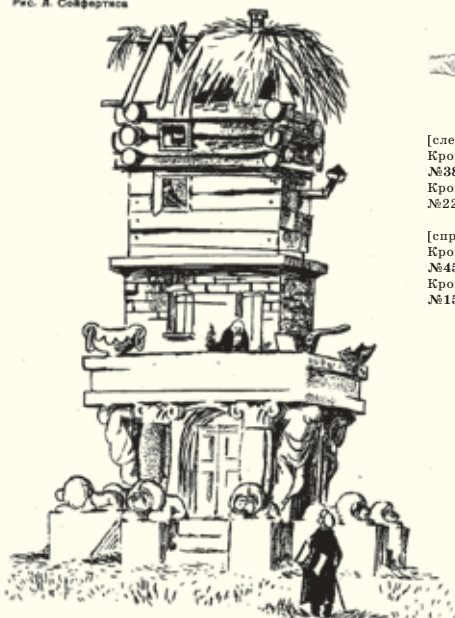 Рис. Л. Сойфертиса
[сле
Кро
№38
Кро
№22
[спр
Кро
№45
Кро
№15